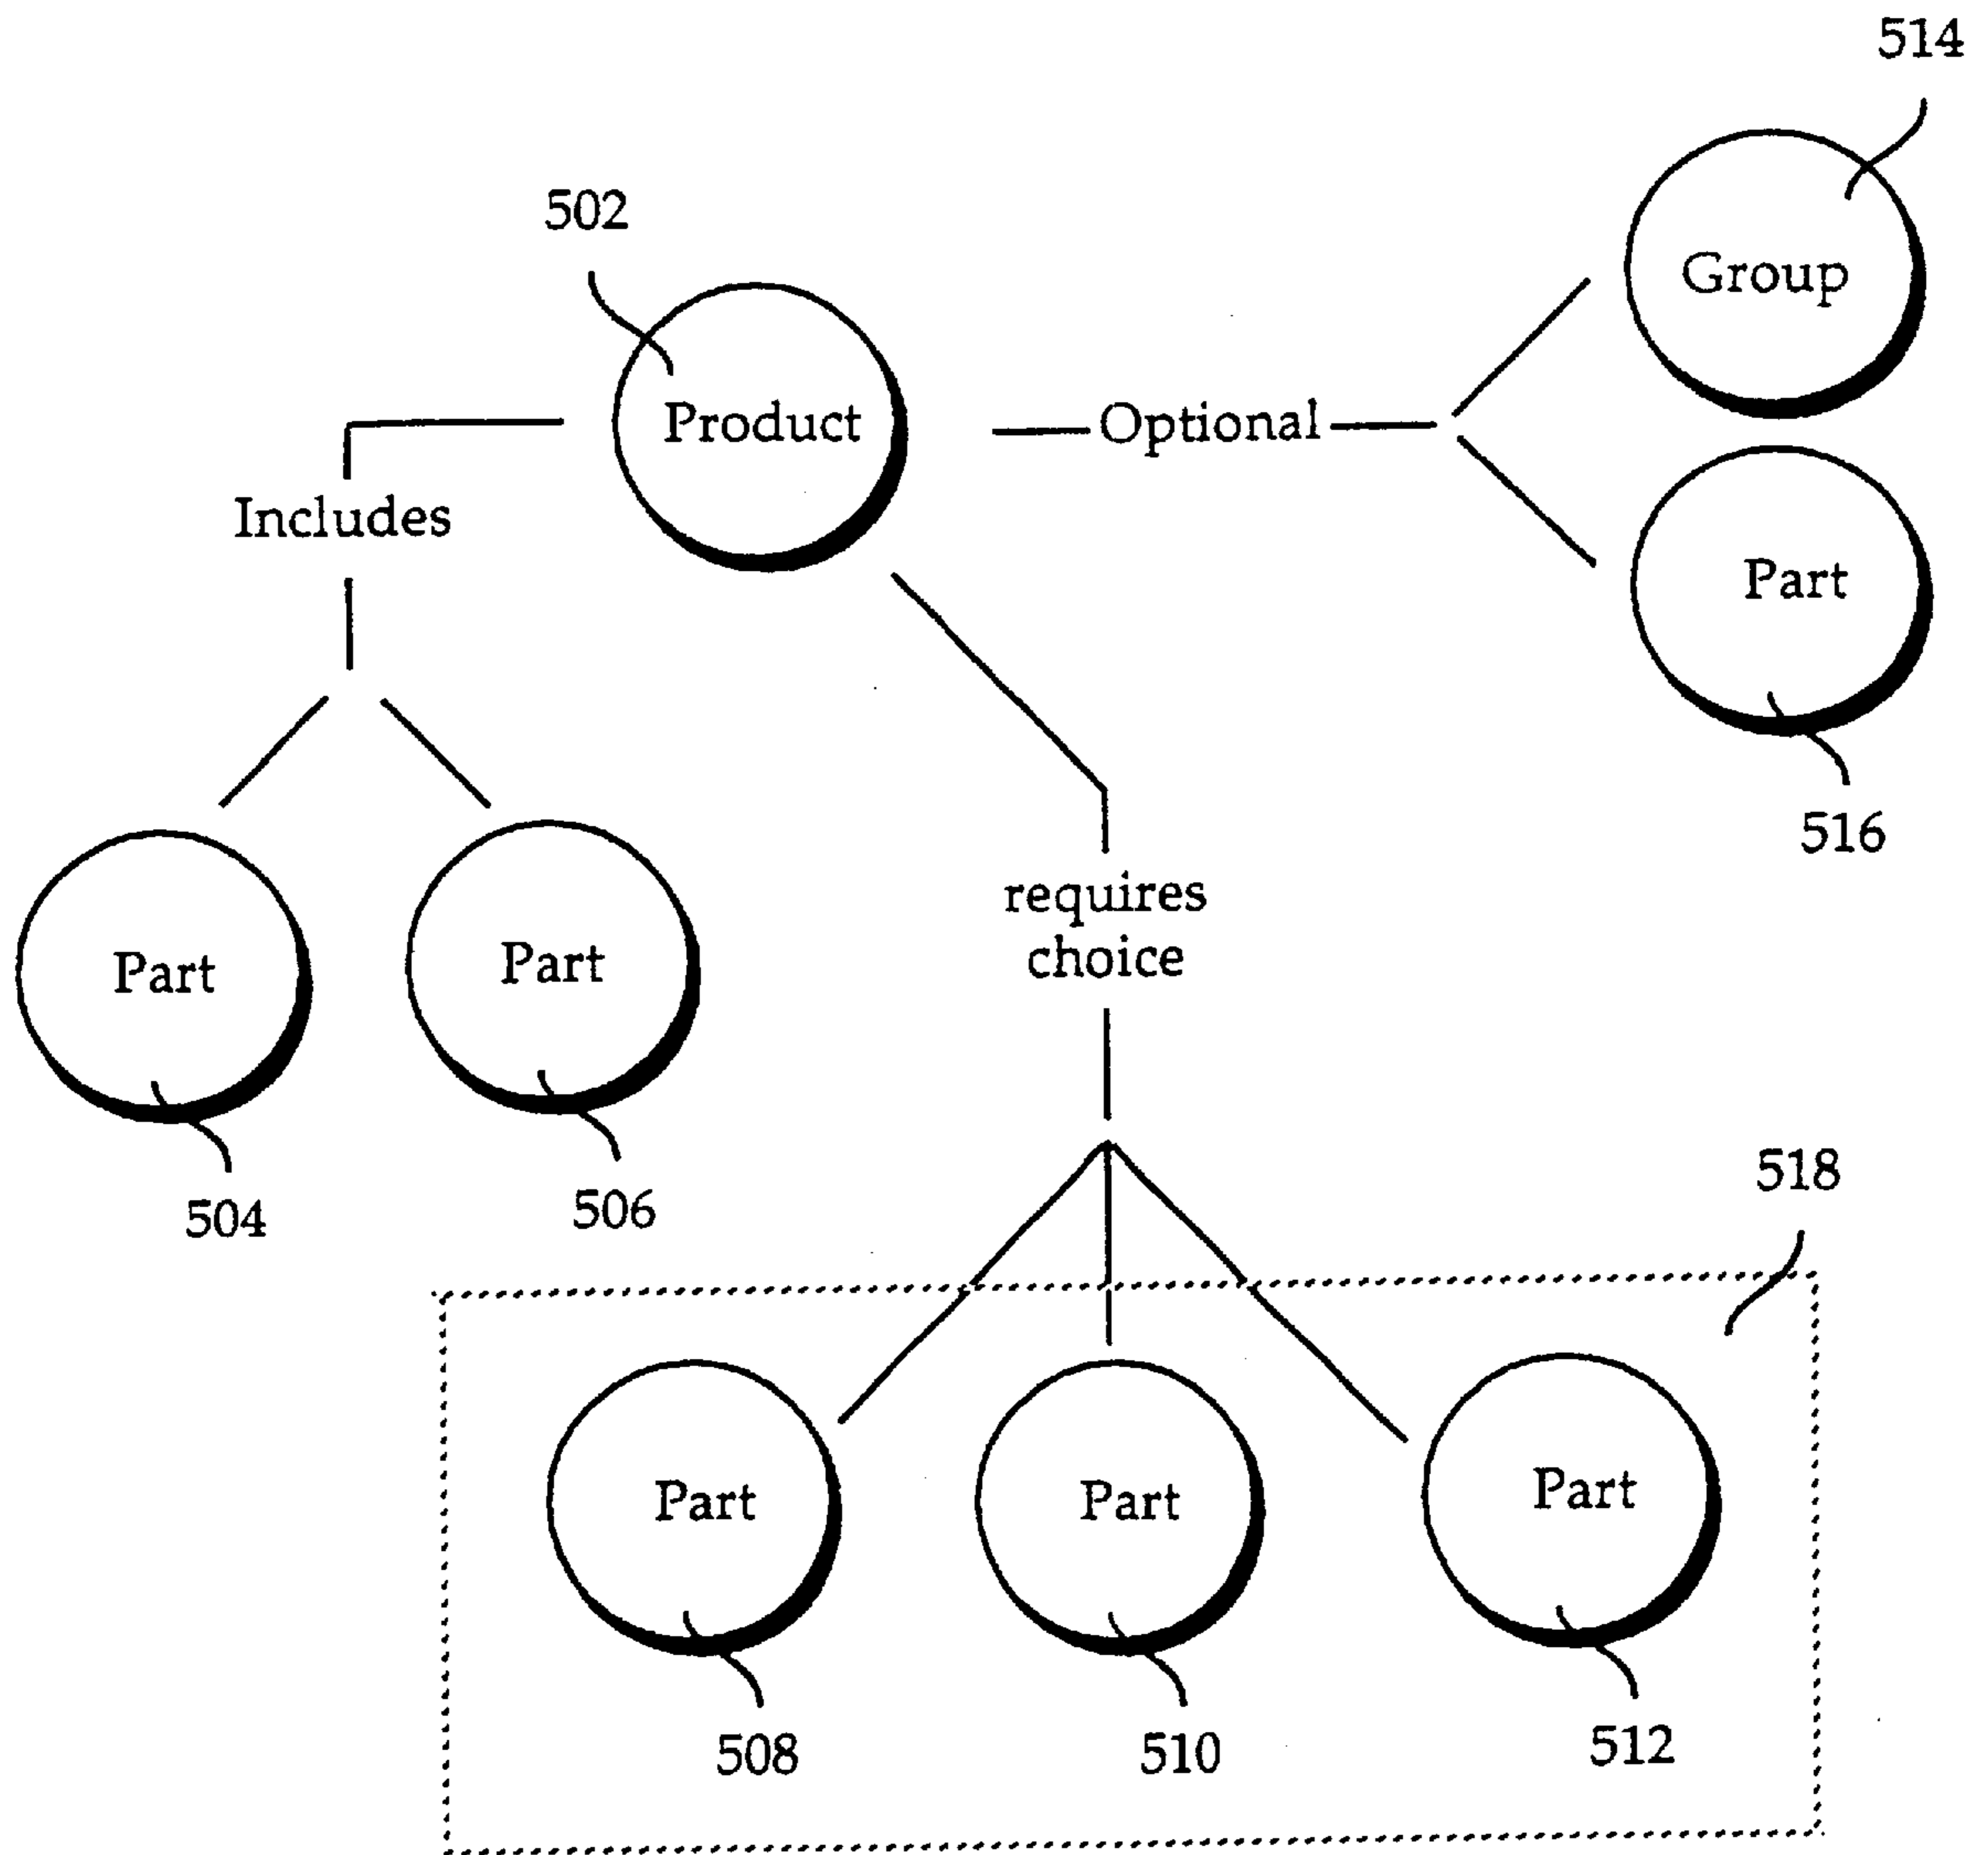 514
502
Group
Product
Optional
Includes
Part
516
requires
choice
Part
Part
504
506
518
Part
Part
Part
508
510
512